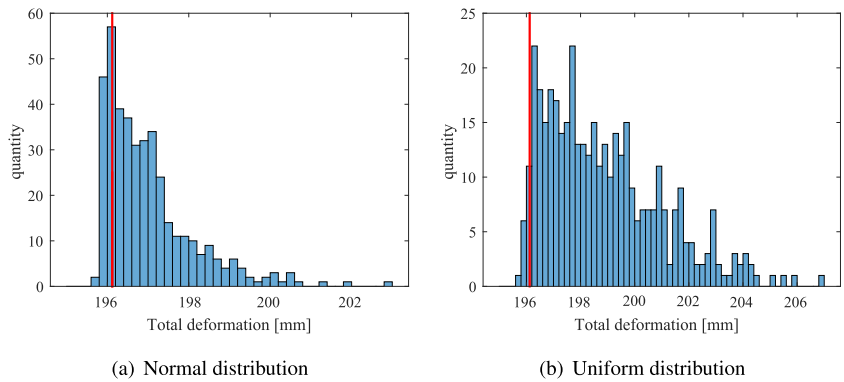 60
50
40
30
20
10
0
quantity
196 198 200 202
Total deformation [mm]
(a) Normal distribution
25
20
15
10
5
0
quantity
196 198 200 202 204 206
Total deformation [mm]
(b) Uniform distribution